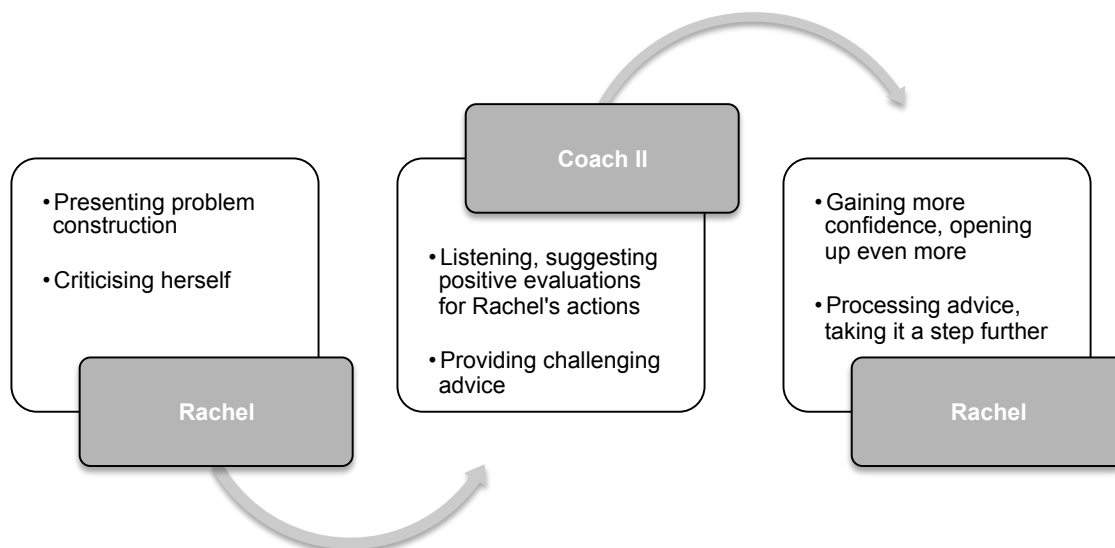 • Presenting problem
construction
• Criticising herself
Rachel
Coach II
• Listening, suggesting
positive evaluations
for Rachel's actions
• Providing challenging
advice
• Gaining more
confidence, opening
up even more
• Processing advice,
taking it a step further
Rachel